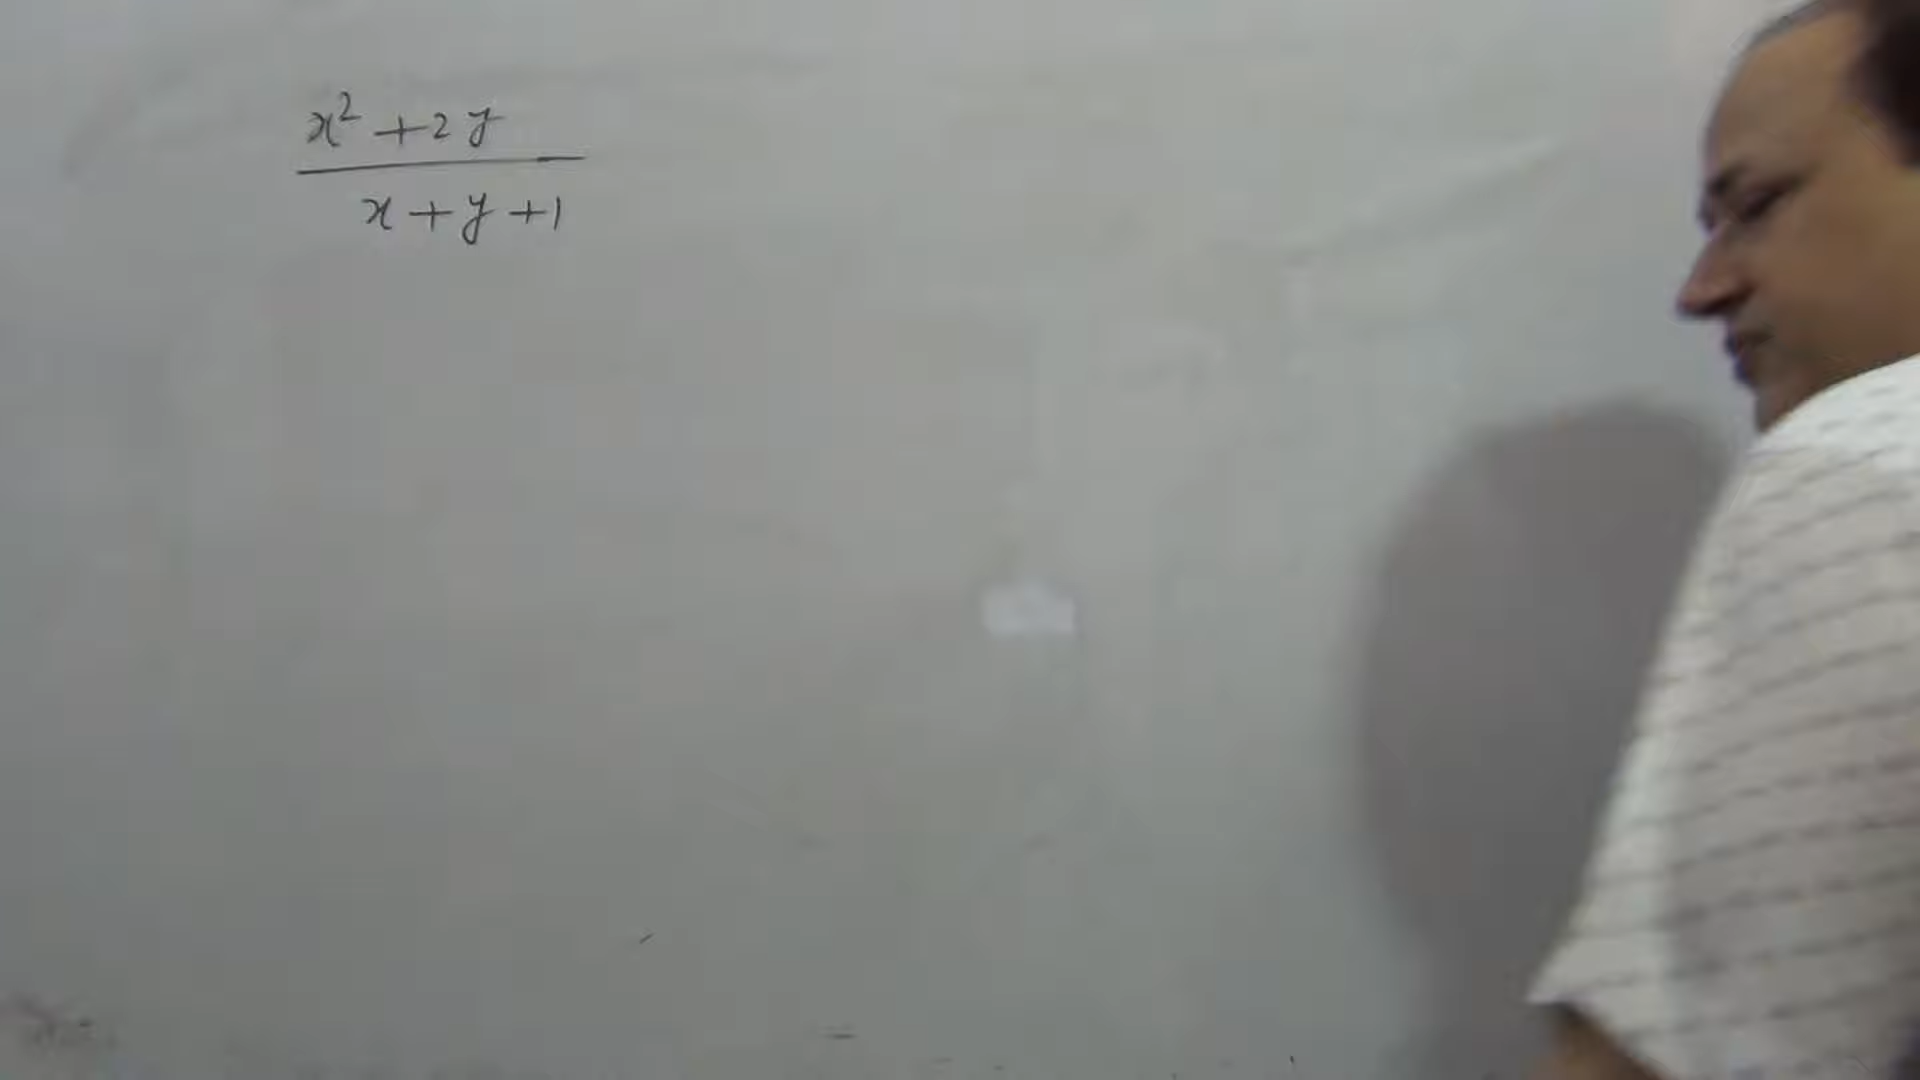 x² + 2y
x + y + 1